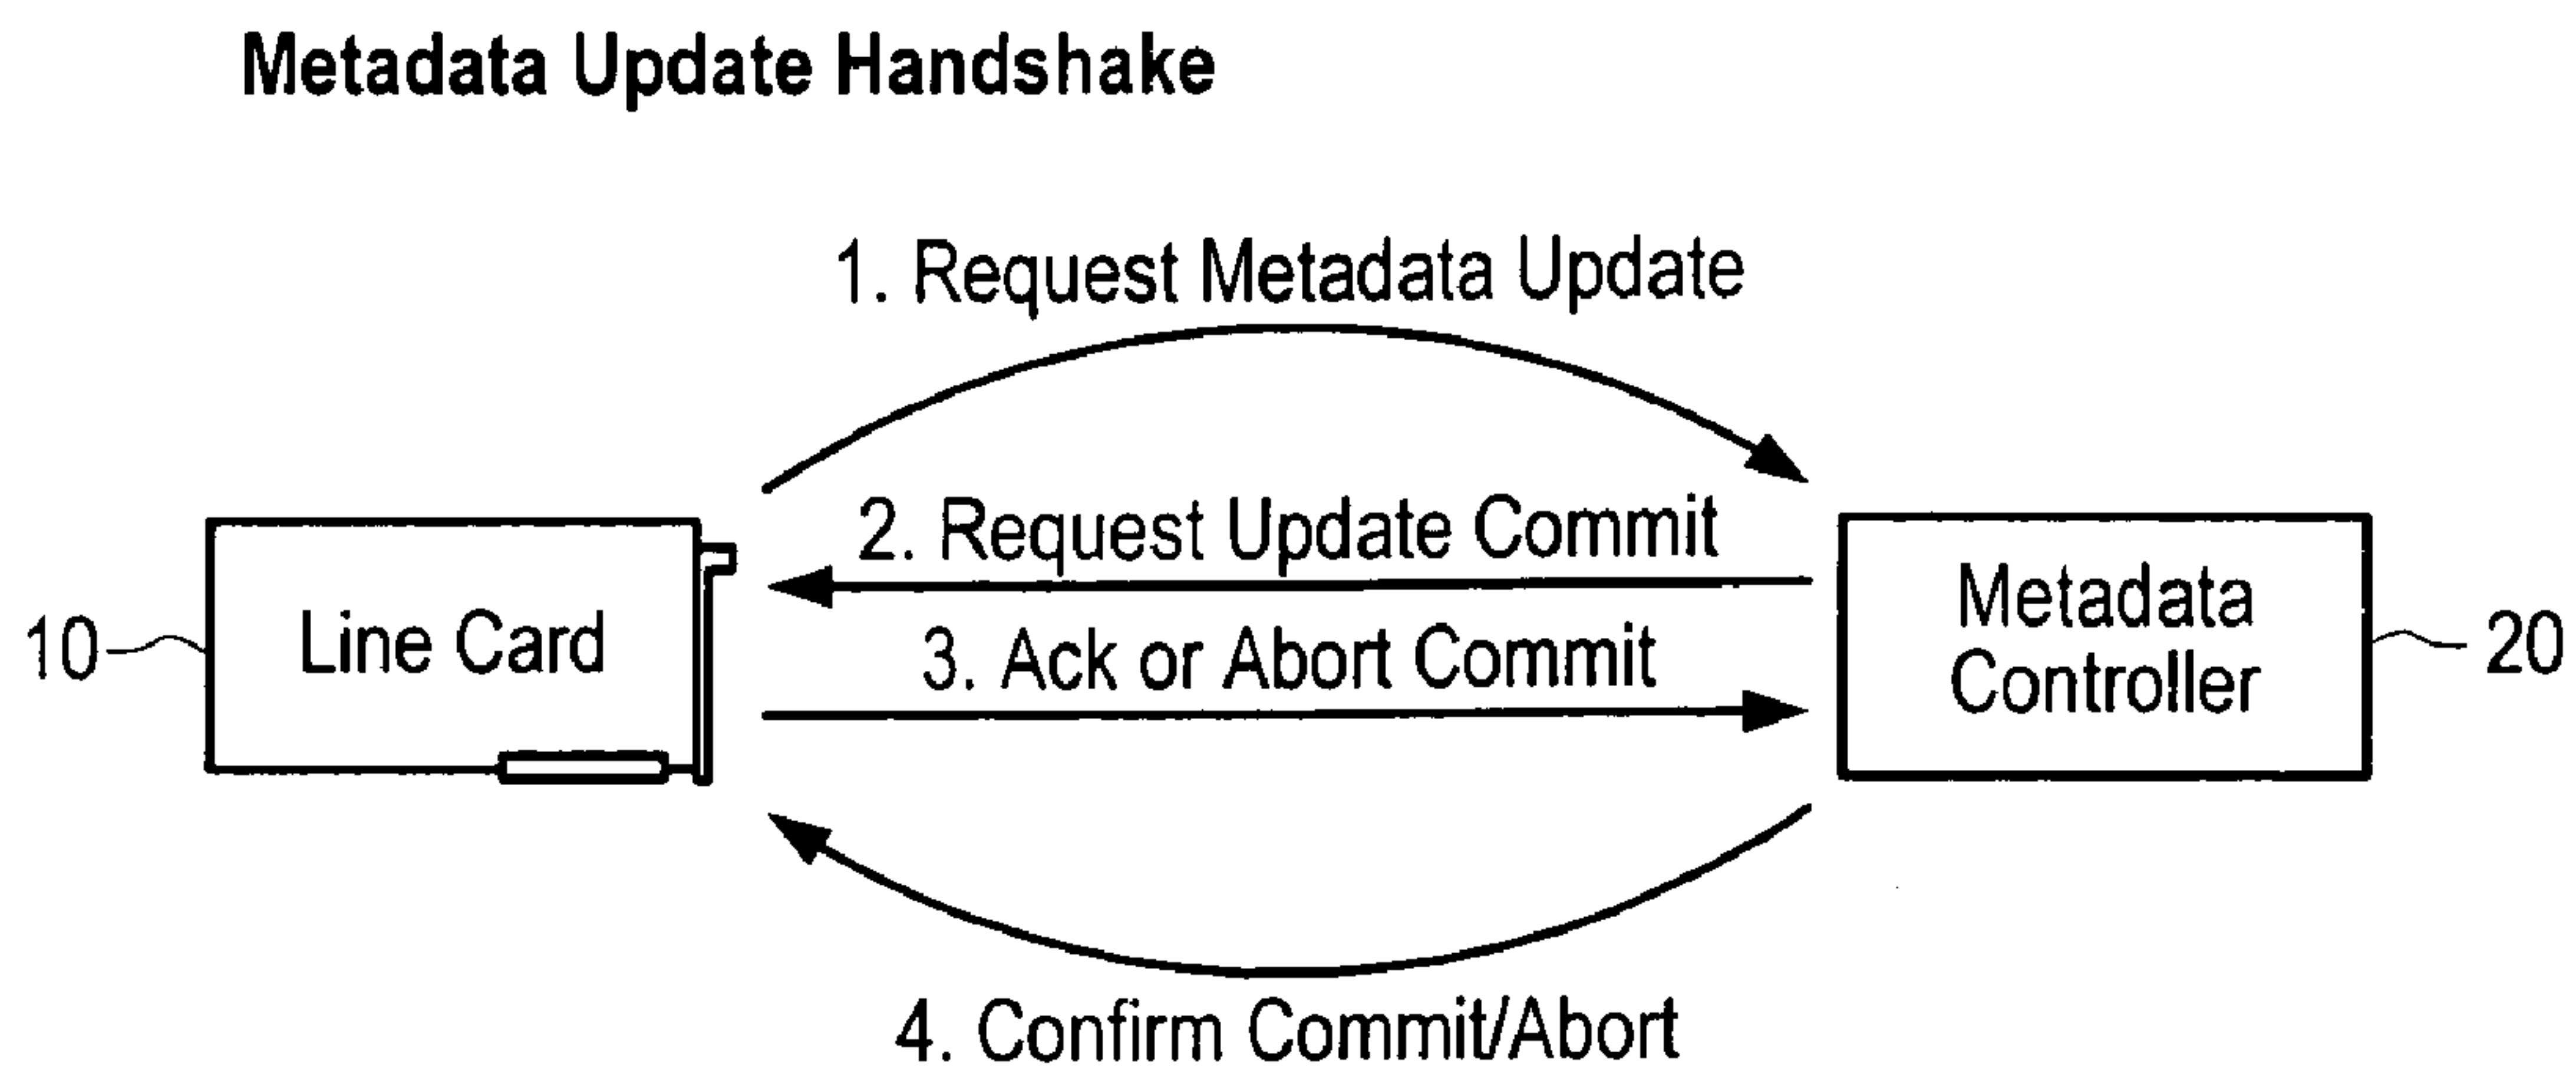 Metadata Update Handshake
1. Request Metadata Update
2. Request Update Commit
3. Ack or Abort Commit
4. Confirm Commit/Abort
10
Line Card
Metadata
Controller
20